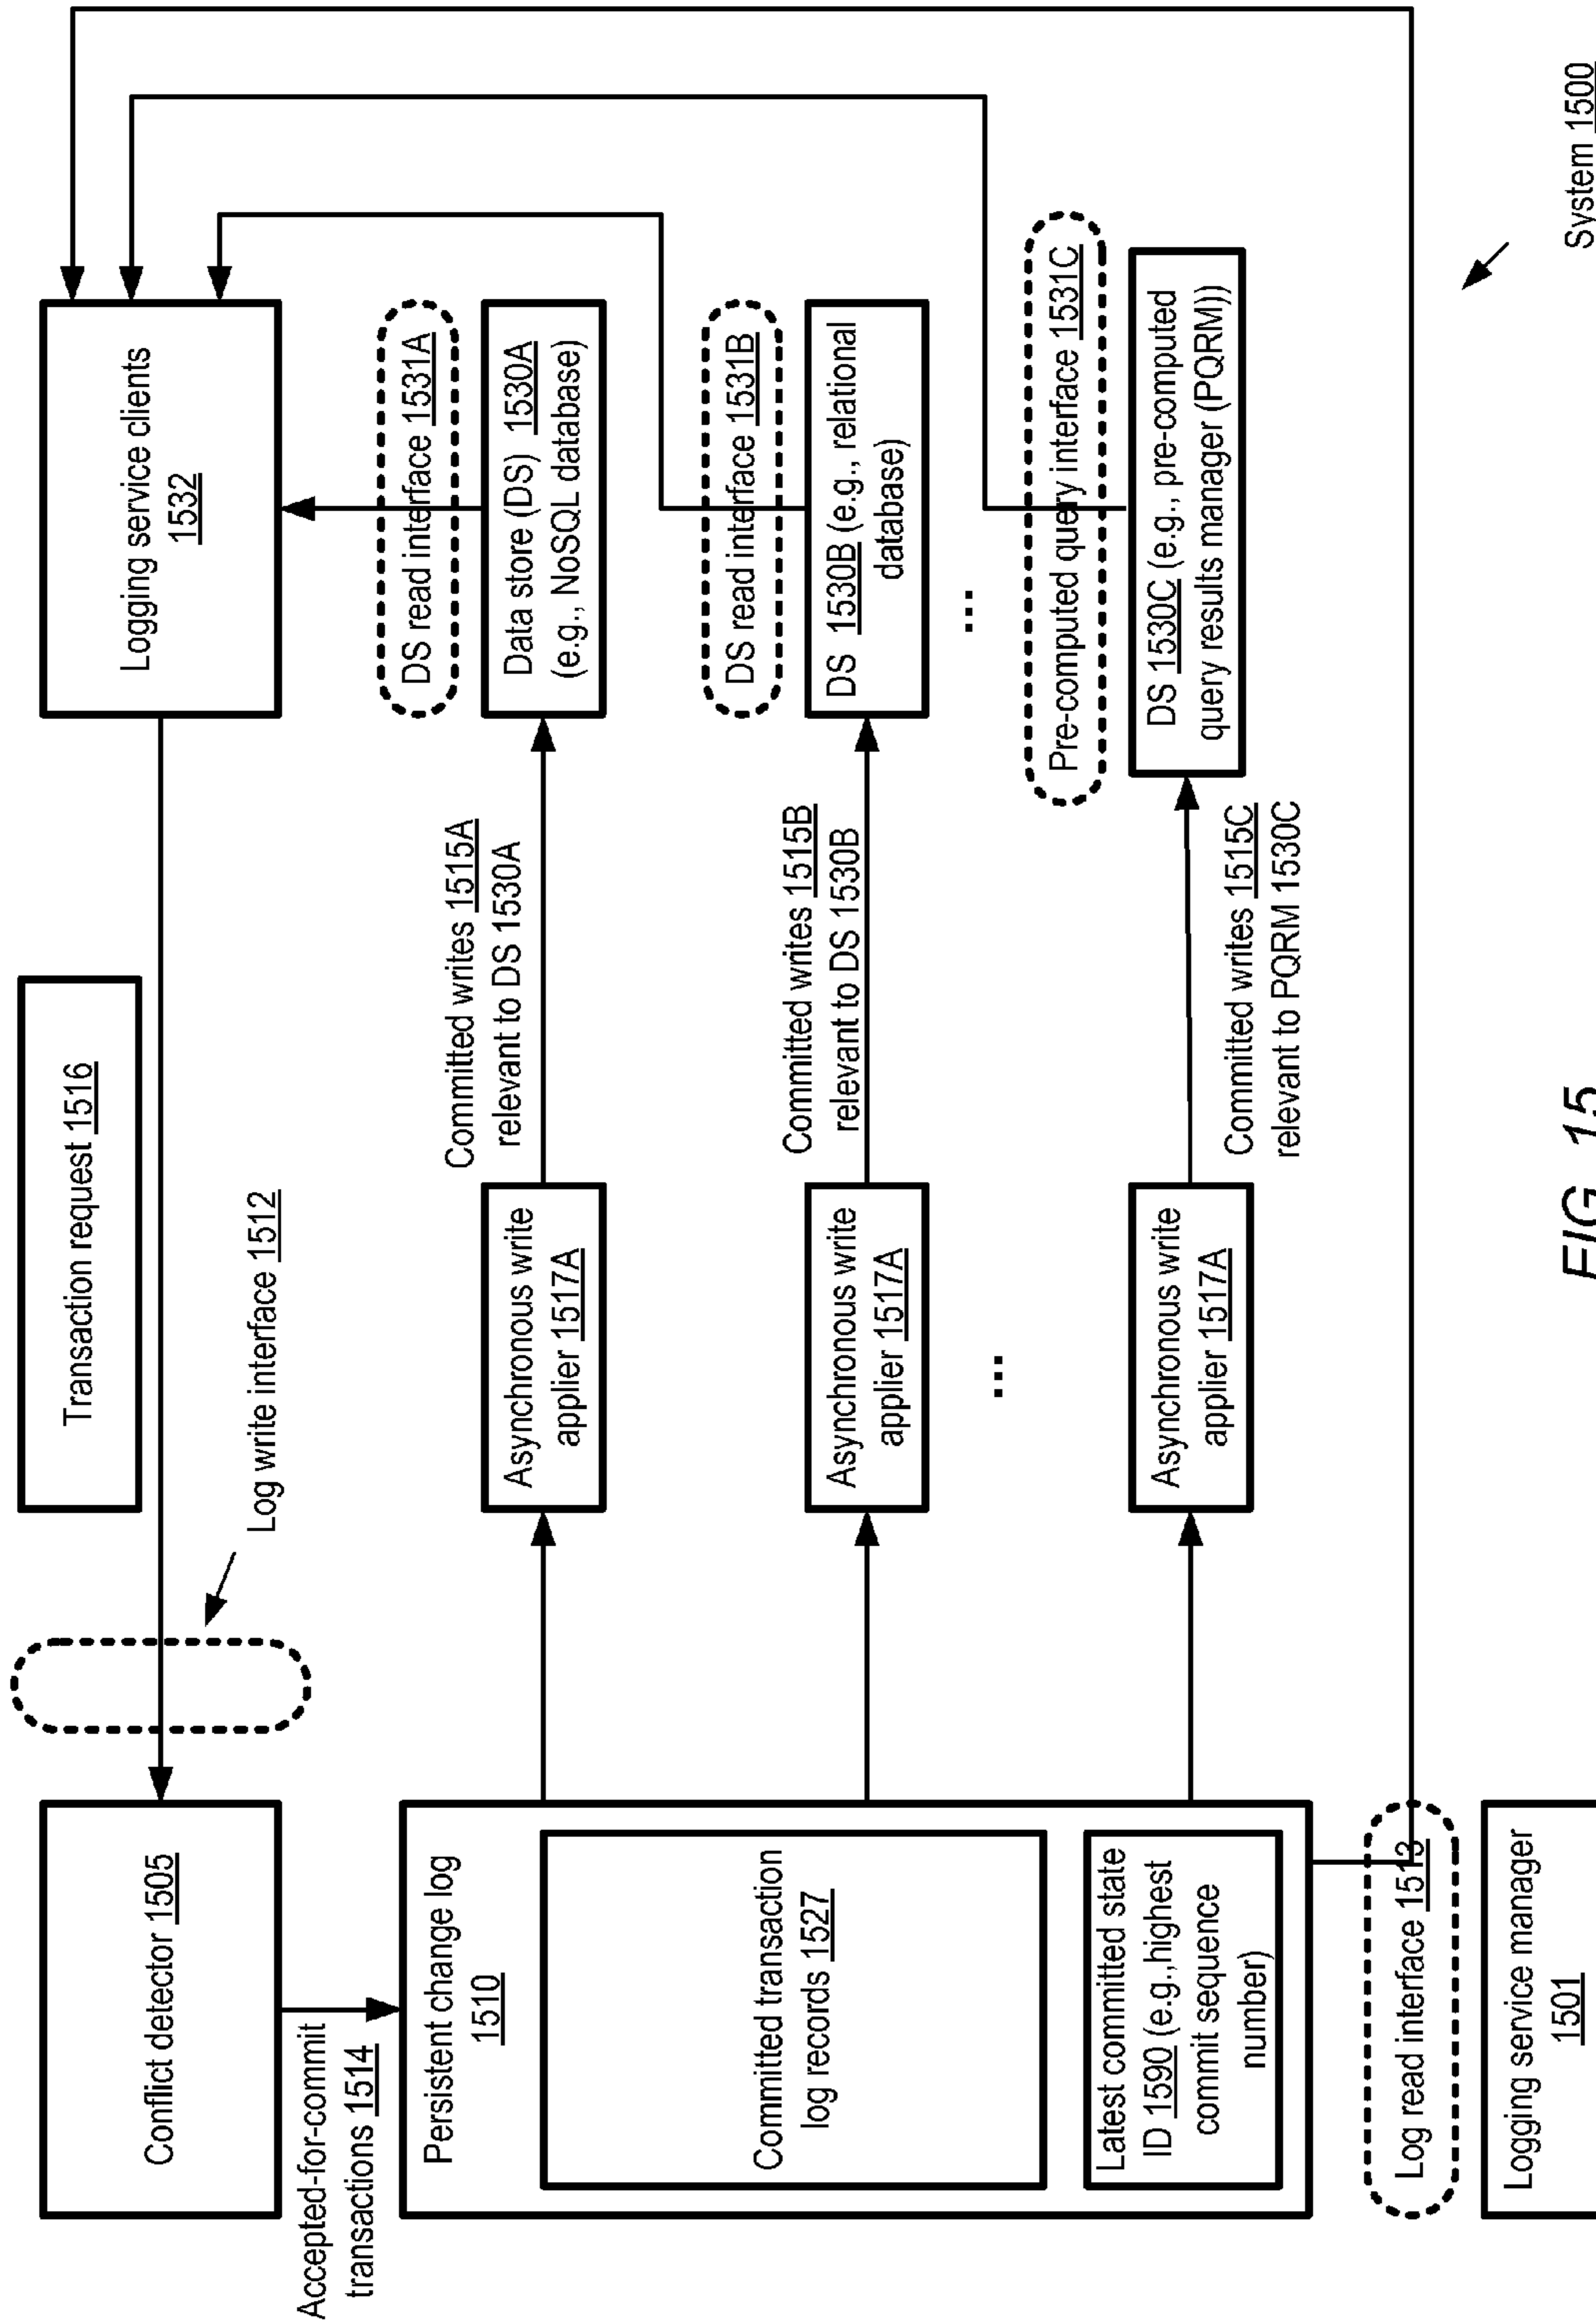 Conflict detector 1505
Transaction request 1516
Logging service clients
1532
Log write interface 1512
Accepted-for-commit
transactions 1514
Persistent change log
1510
Committed transaction
log records 1527
Latest committed state
ID 1590 (e.g.,highest
commit sequence
number)
Asynchronous write
applier 1517A
Committed writes 1515A
relevant to DS 1530A
DS read interface 1531A
Data store (DS) 1530A
(e.g., NoSQL database)
Asynchronous write
applier 1517A
Committed writes 1515B
relevant to DS 1530B
DS read interface 1531B
DS 1530B (e.g., relational
database)
...
...
Asynchronous write
applier 1517A
Committed writes 1515C
relevant to PQRM 1530C
Pre-computed query interface 1531C
DS 1530C (e.g., pre-computed
query results manager (PQRM))
Log read interface 1513
Logging service manager
1501
System 1500
FIG. 15